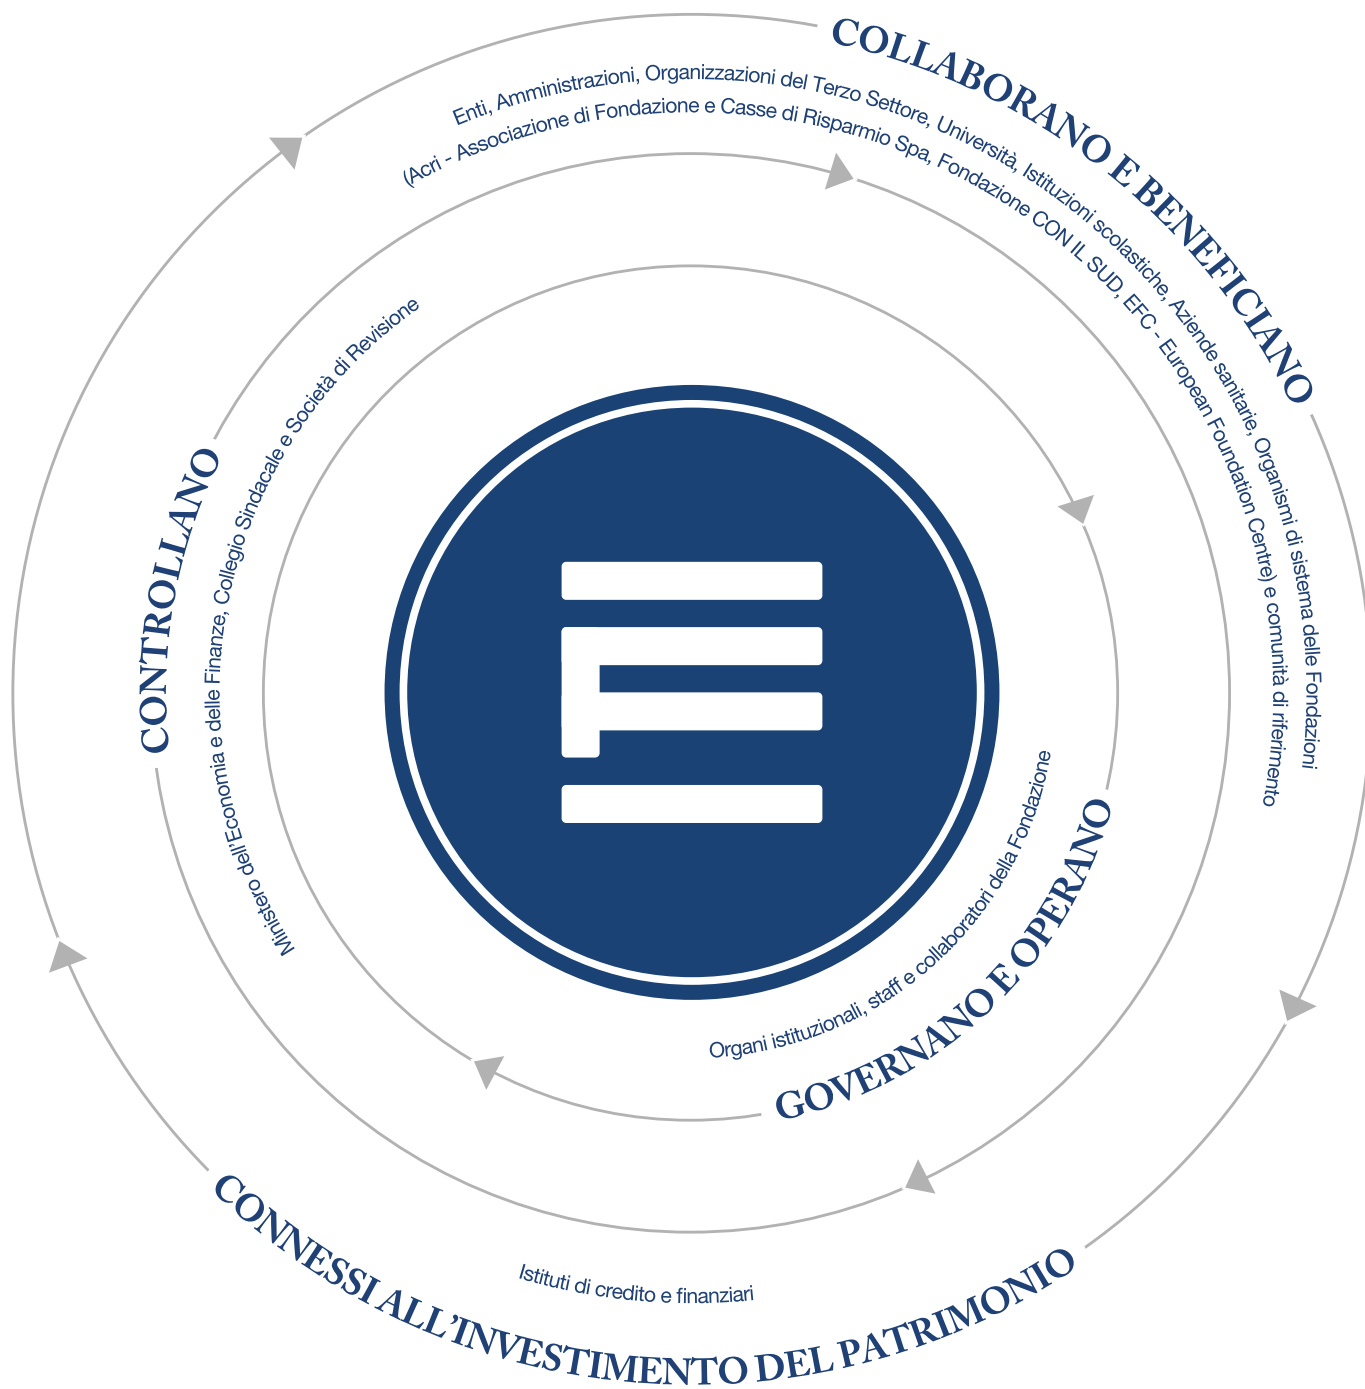 COLLABORANO E BENEFICIANO
Enti, Amministrazioni, Organizzazioni del Terzo Settore, Università, Istituzioni scolastiche, Aziende sanitarie, Organismi di sistema delle Fondazioni
(Acri - Associazione di Fondazione e Casse di Risparmio Spa, Fondazione CON IL SUD, EFC - European Foundation Centre) e comunità di riferimento
CONTROLLANO
Ministero dell'Economia e delle Finanze, Collegio Sindacale e Società di Revisione
Organi istituzionali, staff e collaboratori della Fondazione
GOVERNANO E OPERANO
Istituti di credito e finanziari
CONNESSI ALL’INVESTIMENTO DEL PATRIMONIO